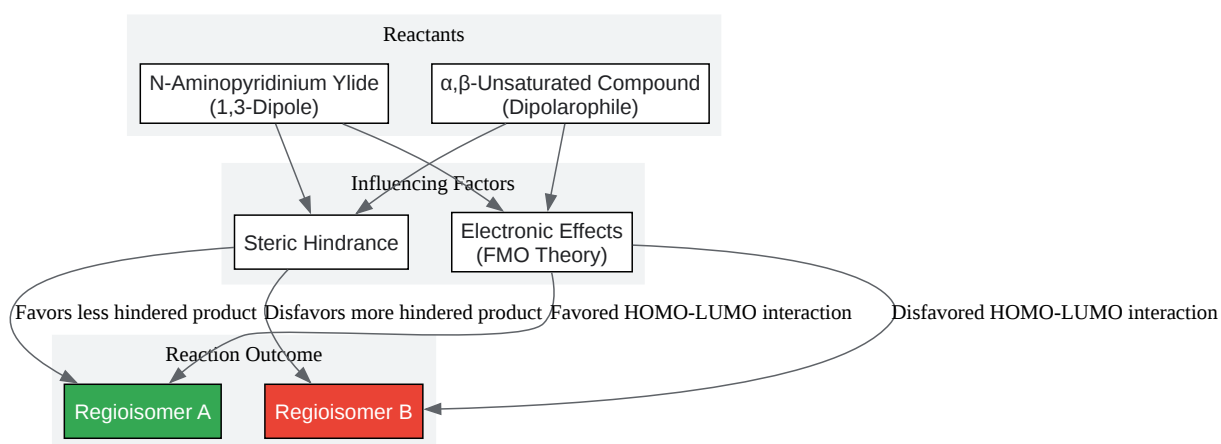 Reactants
N-Aminopyridinium Ylide
(1,3-Dipole)
α,β-Unsaturated Compound
(Dipolarophile)
Influencing Factors
Steric Hindrance
Electronic Effects
(FMO Theory)
Favors less hindered product
Disfavors more hindered product
Favored HOMO-LUMO interaction
Disfavored HOMO-LUMO interaction
Reaction Outcome
Regioisomer A
Regioisomer B